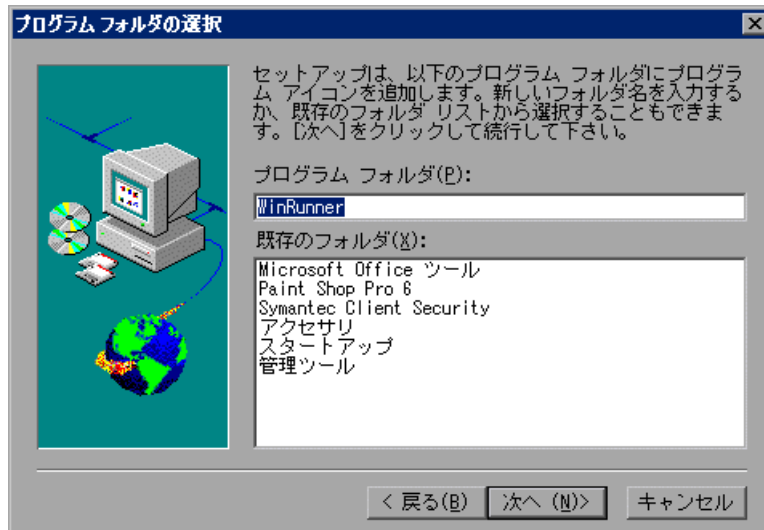 プログラム フォルダの選択
セットアップは、以下のプログラム フォルダにプログラ
ム アイコンを追加します。新しいフォルダ名を入力する
か、既存のフォルダ リストから選択することもできま
す。[次へ]をクリックして続行して下さい。
プログラム フォルダ(P):
WinRunner
既存のフォルダ(X):
Microsoft Office ツール
Paint Shop Pro 6
Symantec Client Security
アクセサリ
スタートアップ
管理ツール
< 戻る(B) 次へ (N)> キャンセル